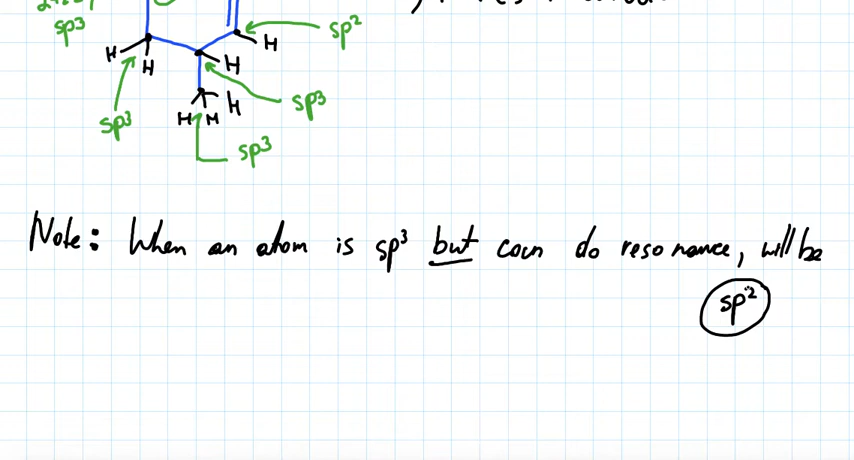 sp3
sp²
H
H
H
H
H
H H
sp3
sp3
sp3
Note: When an atom is sp³ but can do resonance, will be
sp²